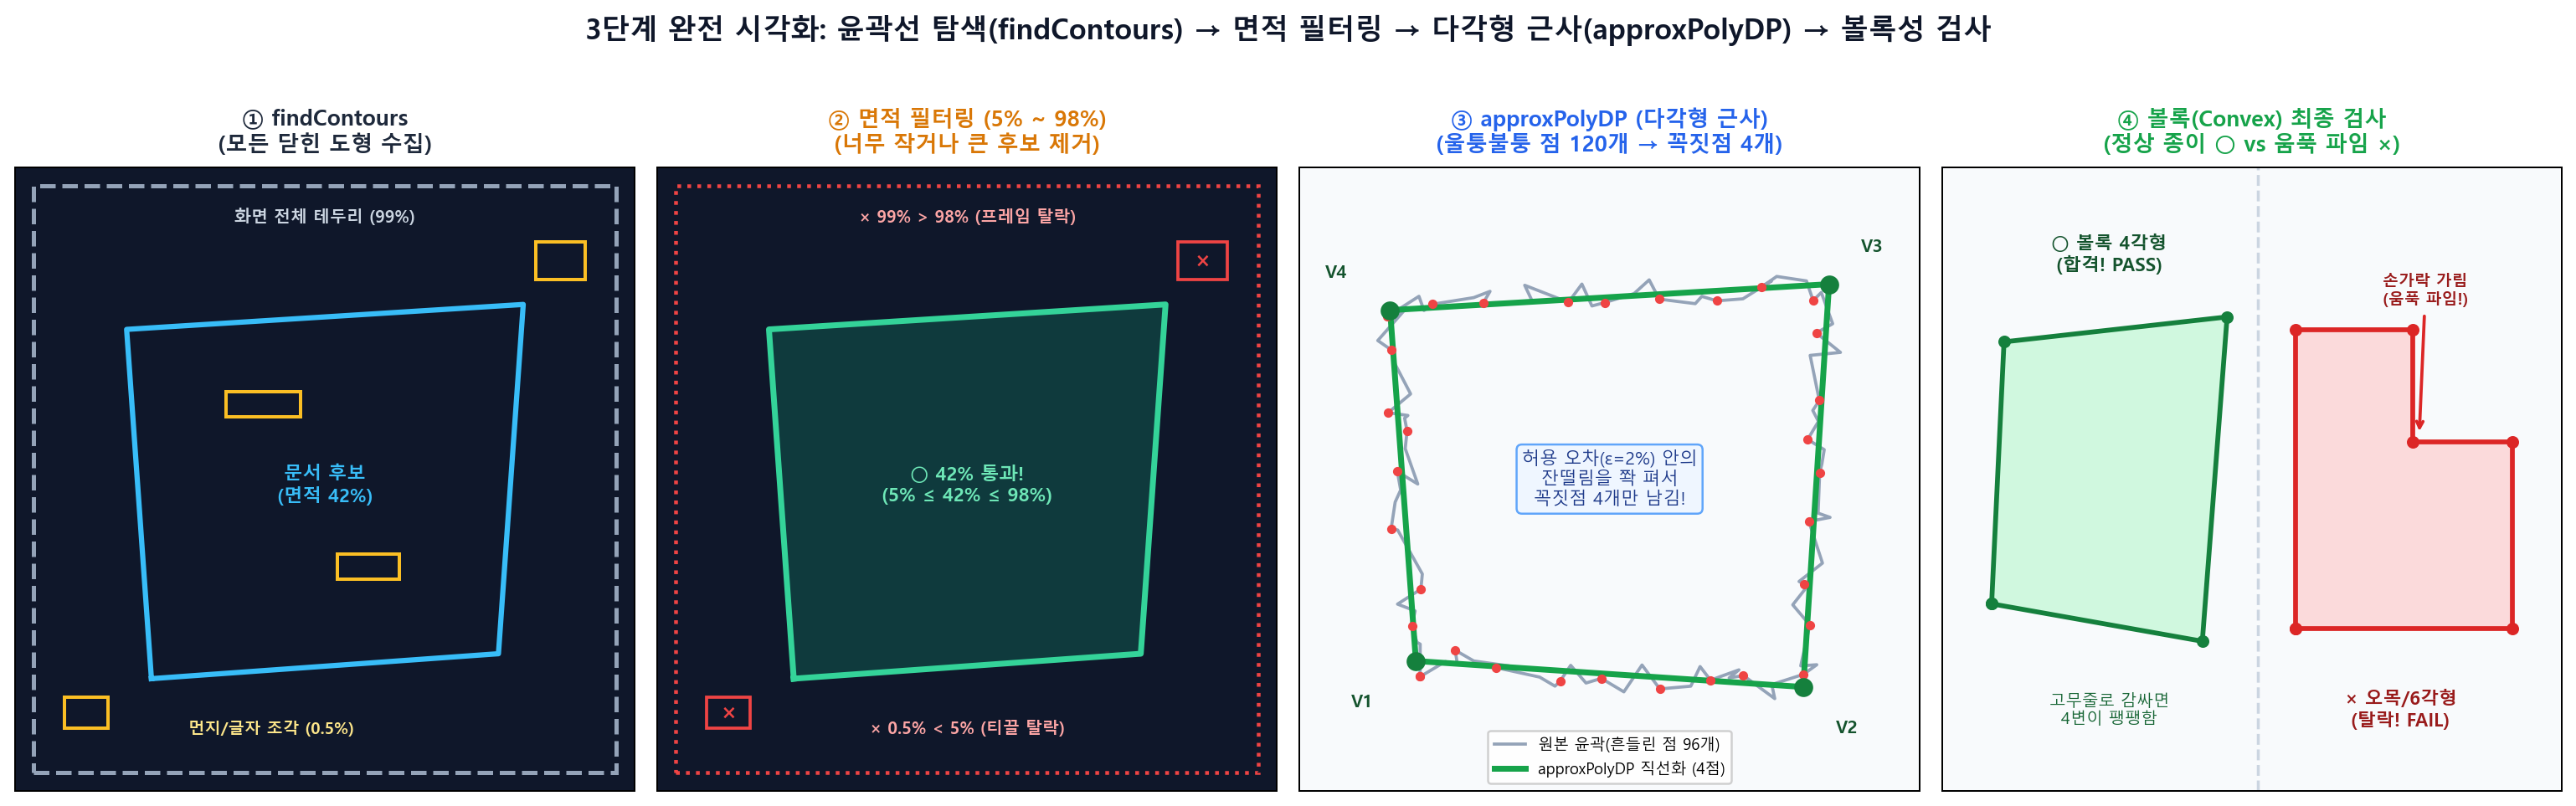 3단계 완전 시각화: 윤곽선 탐색(findContours) → 면적 필터링 → 다각형 근사(approxPolyDP) → 볼록성 검사
① findContours
(모든 닫힌 도형 수집)
화면 전체 테두리 (99%)
문서 후보
(면적 42%)
먼지/글자 조각 (0.5%)
② 면적 필터링 (5% ~ 98%)
(너무 작거나 큰 후보 제거)
× 99% > 98% (프레임 탈락)
×
○ 42% 통과!
(5% ≤ 42% ≤ 98%)
×
× 0.5% < 5% (티끌 탈락)
③ approxPolyDP (다각형 근사)
(울퉁불퉁 점 120개 → 꼭짓점 4개)
V3
V4
허용 오차(ε=2%) 안의
잔떨림을 쫙 펴서
꼭짓점 4개만 남김!
V1
V2
원본 윤곽(흔들린 점 96개)
approxPolyDP 직선화 (4점)
④ 볼록(Convex) 최종 검사
(정상 종이 ○ vs 움푹 파임 ×)
○ 볼록 4각형
(합격! PASS)
손가락 가림
(움푹 파임!)
고무줄로 감싸면
4변이 팽팽함
× 오목/6각형
(탈락! FAIL)